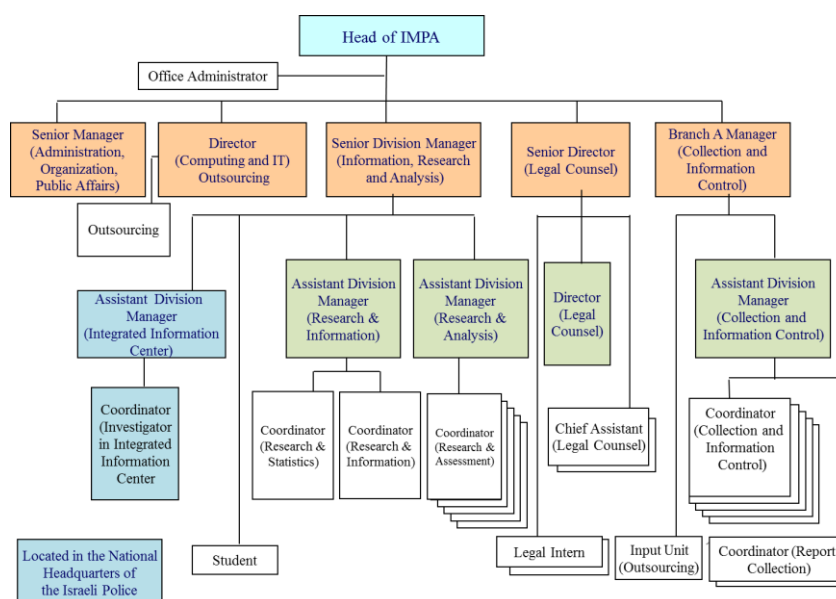 Head of IMPA
Office Administrator
Senior Manager
(Administration,
Organization,
Public Affairs)
Director
(Computing and IT)
Outsourcing
Senior Division Manager
(Information, Research
and Analysis)
Senior Director
(Legal Counsel)
Branch A Manager
(Collection and
Information
Control)
Outsourcing
Assistant Division
Manager
(Integrated Information
Center)
Assistant Division
Manager
(Research &
Information)
Assistant Division
Manager
(Research &
Analysis)
Director
(Legal
Counsel)
Assistant Division
Manager
(Collection and
Information Control)
Coordinator
(Investigator
in Integrated
Information
Center
Coordinator
(Research &
Statistics)
Coordinator
(Research &
Information)
Coordinator
(Research &
Assessment)
Chief Assistant
(Legal Counsel)
Coordinator
(Collection and
Information
Control)
Located in the National
Headquarters of
the Israeli Police
Student
Legal Intern
Input Unit
(Outsourcing)
Coordinator (Report
Collection)